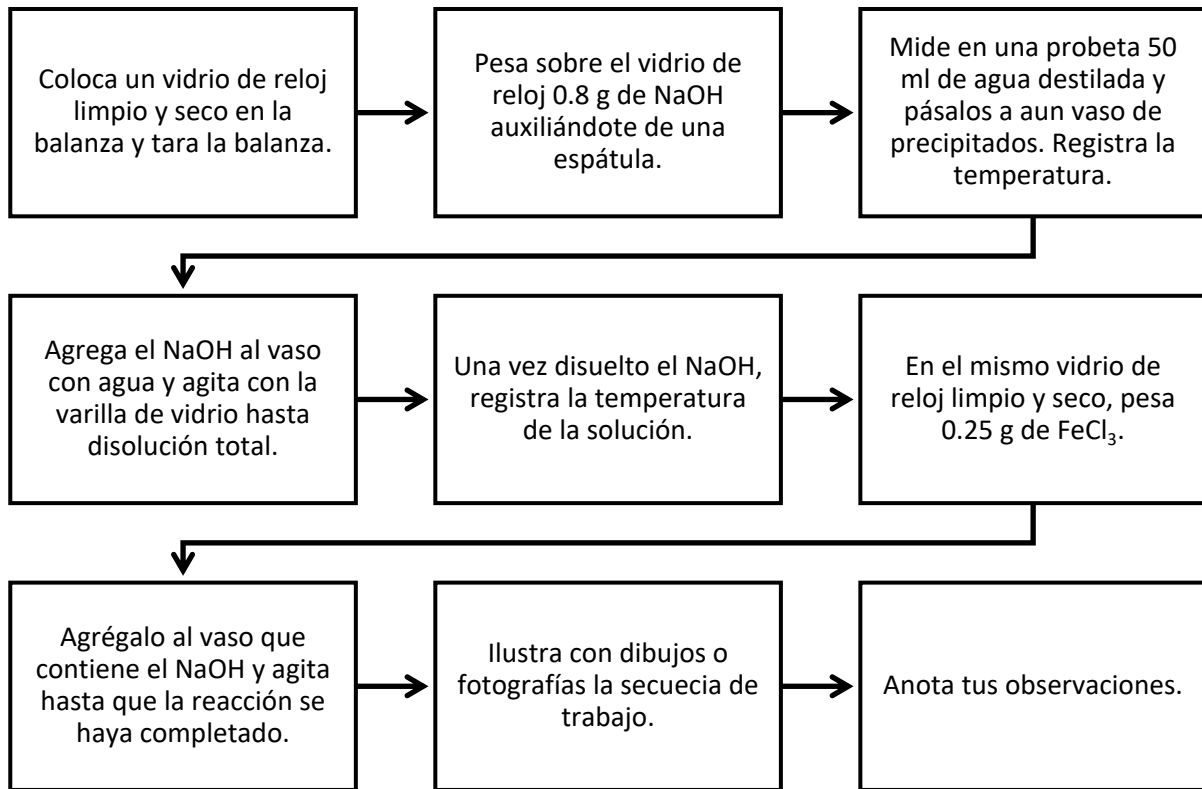 Coloca un vidrio de reloj
limpio y seco en la
balanza y tara la balanza.
Pesa sobre el vidrio de
reloj 0.8 g de NaOH
auxiliándote de una
espátula.
Mide en una probeta 50
ml de agua destilada y
pásalos a aun vaso de
precipitados. Registra la
temperatura.
Agrega el NaOH al vaso
con agua y agita con la
varilla de vidrio hasta
disolución total.
Una vez disuelto el NaOH,
registra la temperatura
de la solución.
En el mismo vidrio de
reloj limpio y seco, pesa
0.25 g de FeCl₃.
Agrégalo al vaso que
contiene el NaOH y agita
hasta que la reacción se
haya completado.
Ilustra con dibujos o
fotografías la secuecia de
trabajo.
Anota tus observaciones.